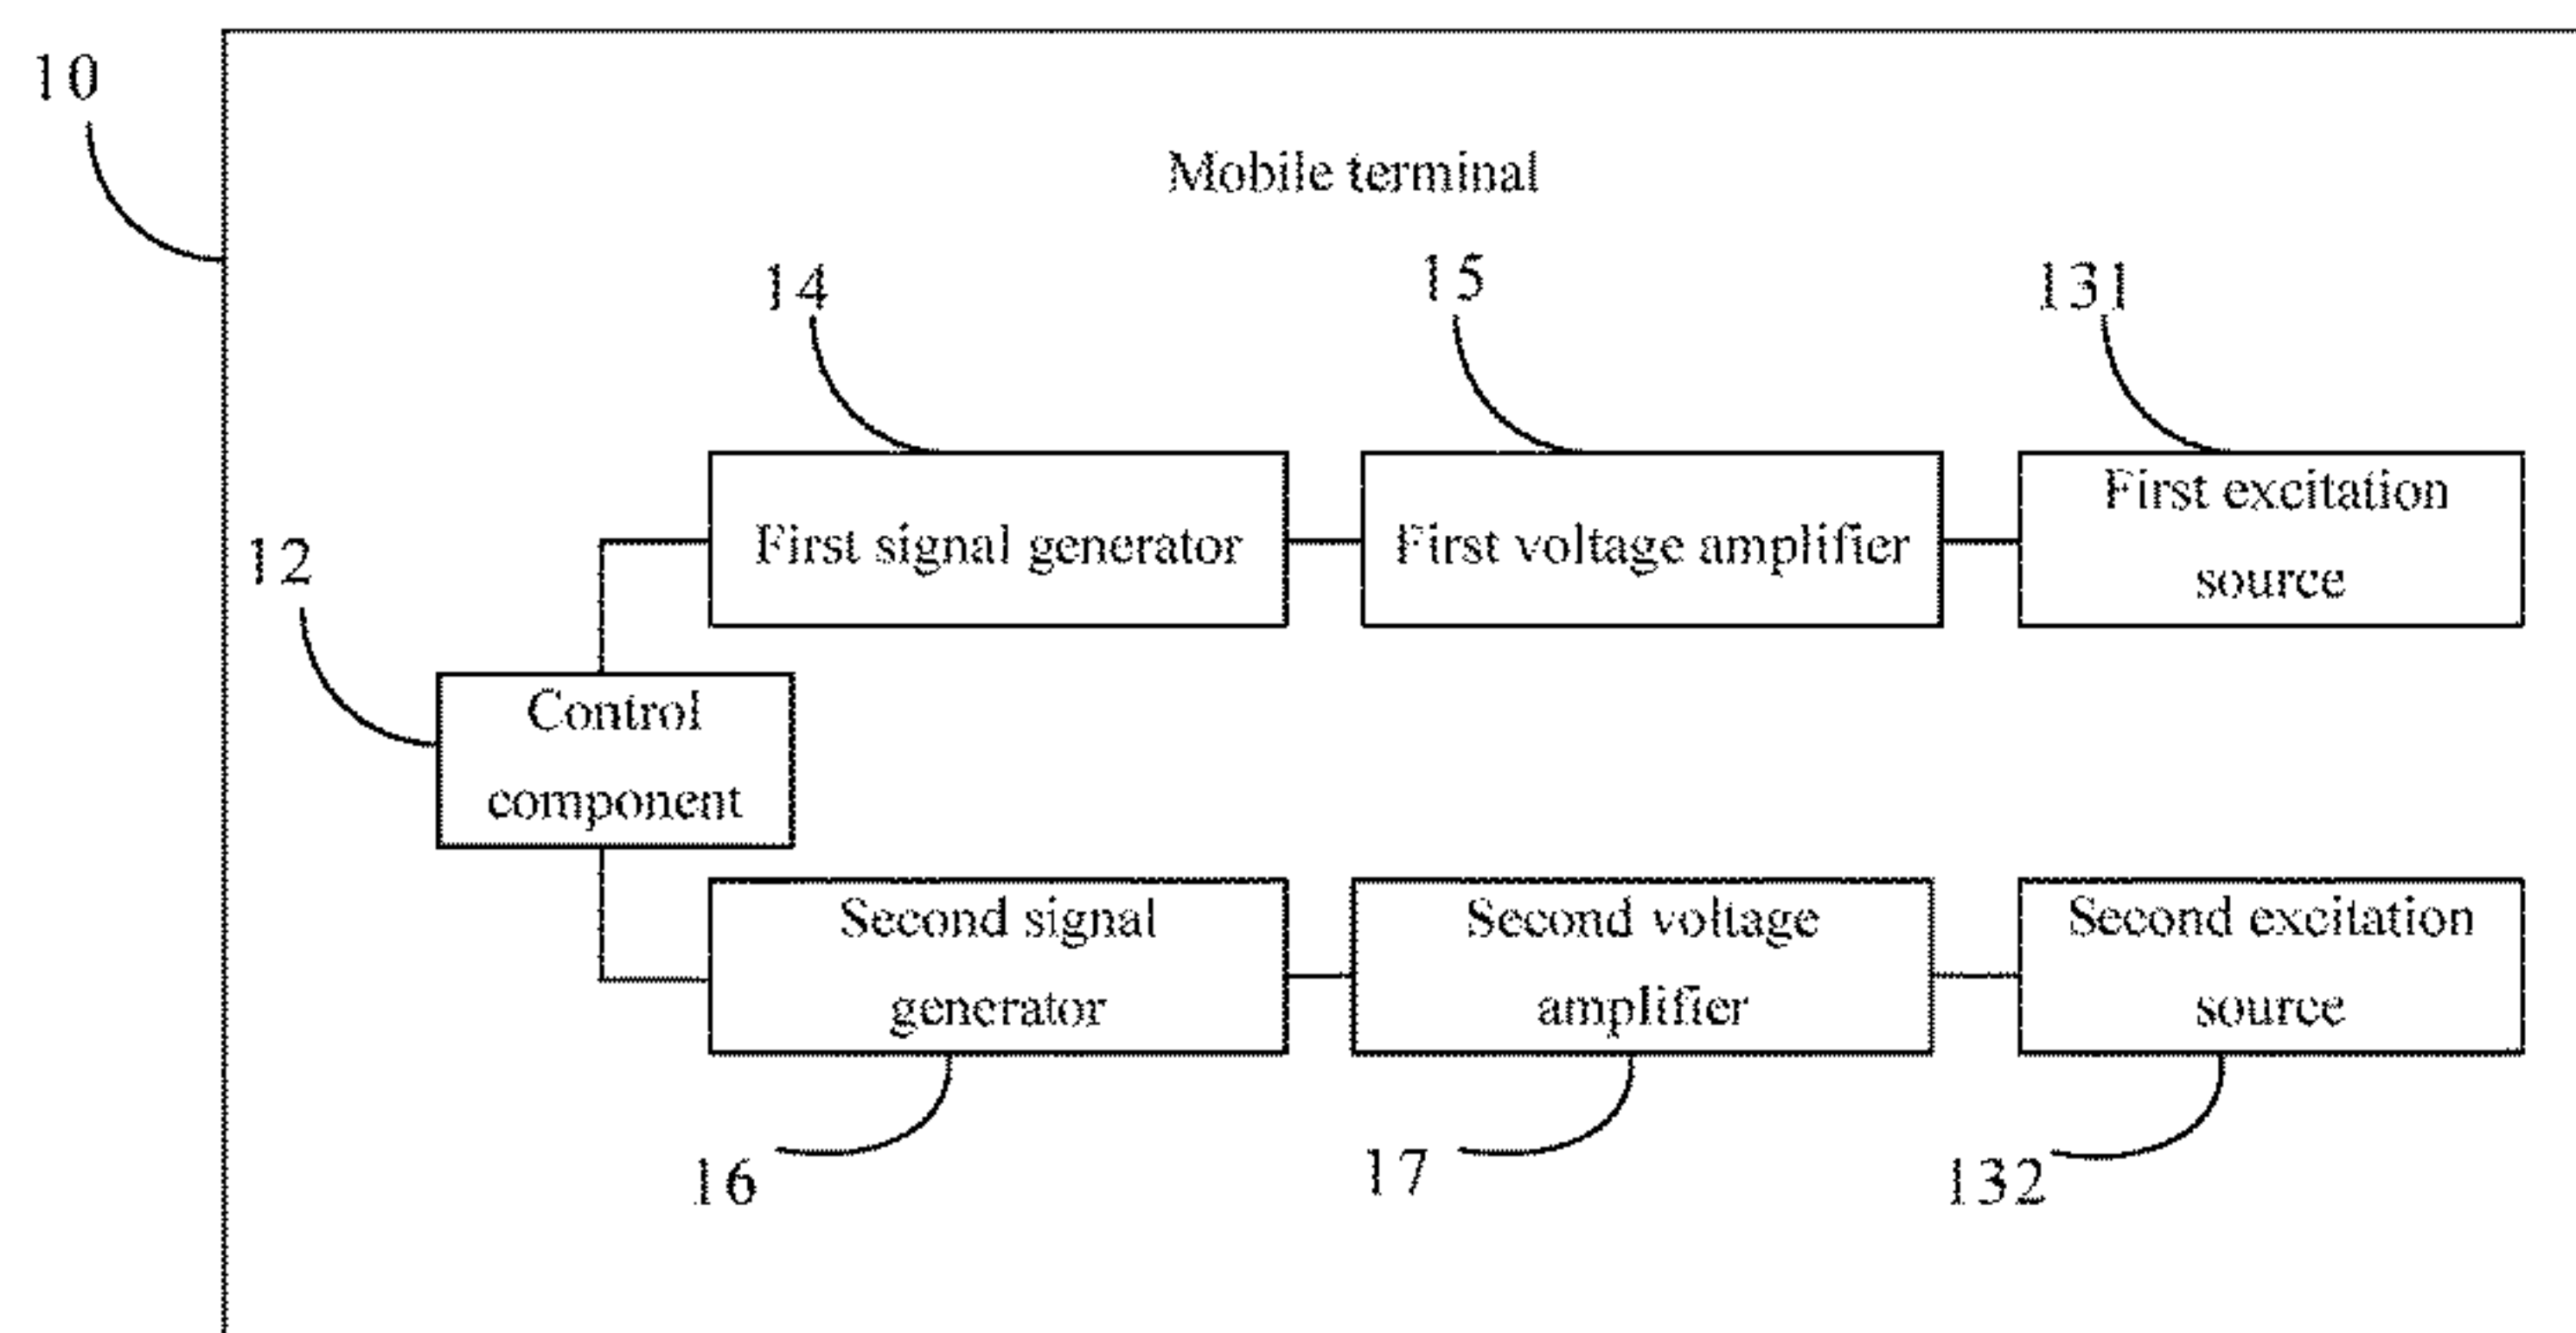 10
Mobile terminal
14
15
131
First signal generator
First voltage amplifier
First excitation
source
12
Control
component
Second signal
generator
Second voltage
amplifier
Second excitation
source
16
17
132